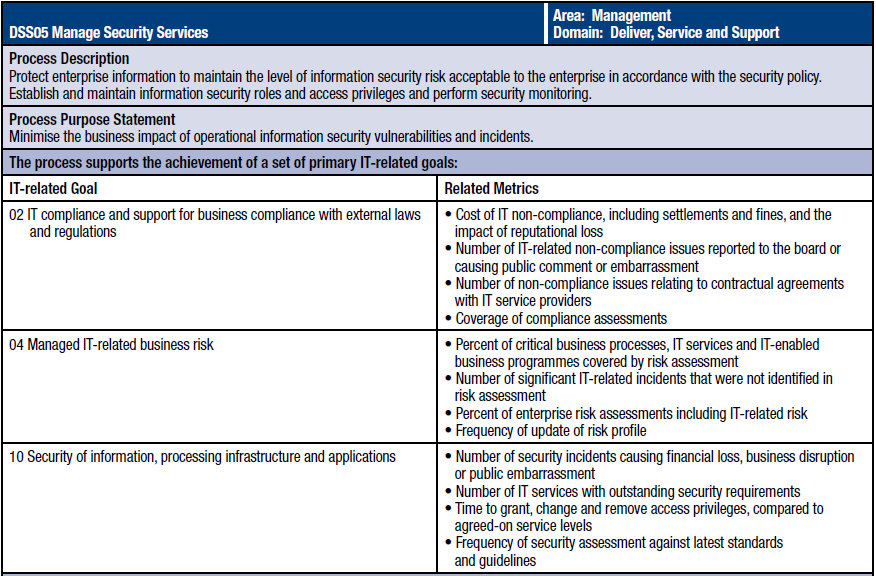 DSS05 Manage Security Services
Area: Management
Domain: Deliver, Service and Support
Process Description
Protect enterprise information to maintain the level of information security risk acceptable to the enterprise in accordance with the security policy.
Establish and maintain information security roles and access privileges and perform security monitoring.
Process Purpose Statement
Minimise the business impact of operational information security vulnerabilities and incidents.
The process supports the achievement of a set of primary IT-related goals:
IT-related Goal
Related Metrics
02 IT compliance and support for business compliance with external laws
and regulations
• Cost of IT non-compliance, including settlements and fines, and the
impact of reputational loss
• Number of IT-related non-compliance issues reported to the board or
causing public comment or embarrassment
• Number of non-compliance issues relating to contractual agreements
with IT service providers
• Coverage of compliance assessments
04 Managed IT-related business risk
• Percent of critical business processes, IT services and IT-enabled
business programmes covered by risk assessment
• Number of significant IT-related incidents that were not identified in
risk assessment
• Percent of enterprise risk assessments including IT-related risk
• Frequency of update of risk profile
10 Security of information, processing infrastructure and applications
• Number of security incidents causing financial loss, business disruption
or public embarrassment
• Number of IT services with outstanding security requirements
• Time to grant, change and remove access privileges, compared to
agreed-on service levels
• Frequency of security assessment against latest standards
and guidelines